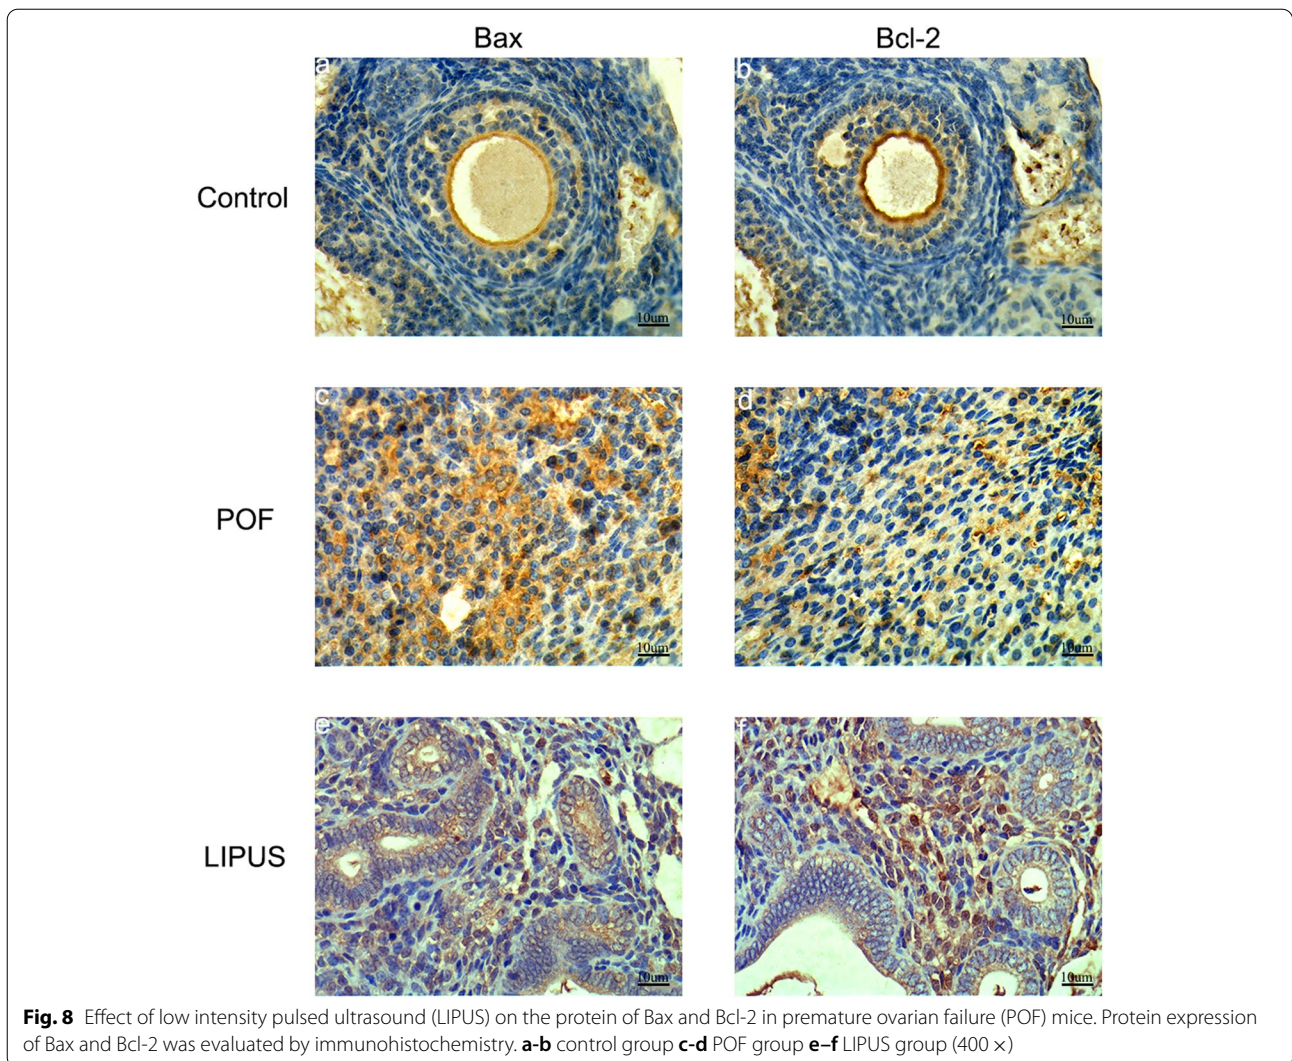 Bax Bcl-2
a b
Control
10um 10um
c d
POF
10um 10um
e f
LIPUS
10um 10um
Fig. 8 Effect of low intensity pulsed ultrasound (LIPUS) on the protein of Bax and Bcl-2 in premature ovarian failure (POF) mice. Protein expression
of Bax and Bcl-2 was evaluated by immunohistochemistry. a-b control group c-d POF group e–f LIPUS group (400 ×)